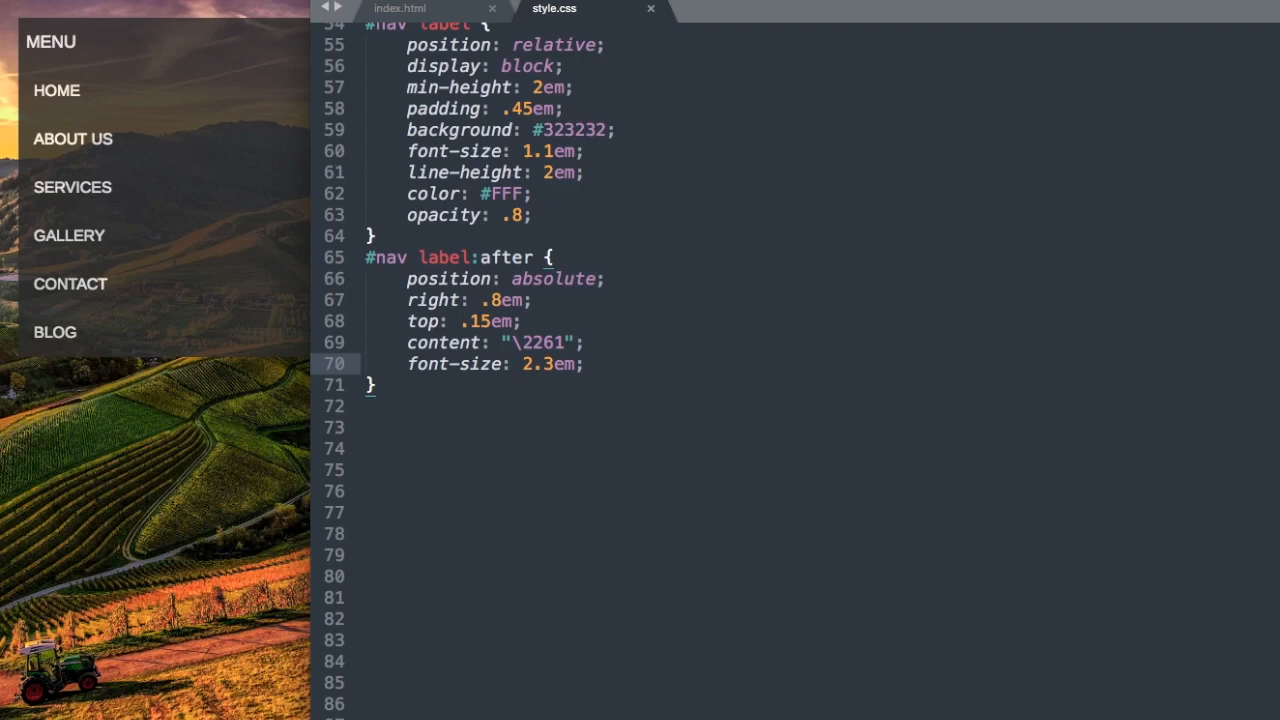 MENU
HOME
ABOUT US
SERVICES
GALLERY
CONTACT
BLOG
index.html
style.css
54 #nav label {
55 position: relative;
56 display: block;
57 min-height: 2em;
58 padding: .45em;
59 background: #323232;
60 font-size: 1.1em;
61 line-height: 2em;
62 color: #FFF;
63 opacity: .8;
64 }
65 #nav label:after {
66 position: absolute;
67 right: .8em;
68 top: .15em;
69 content: "\2261";
70 font-size: 2.3em;
71 }
72
73
74
75
76
77
78
79
80
81
82
83
84
85
86